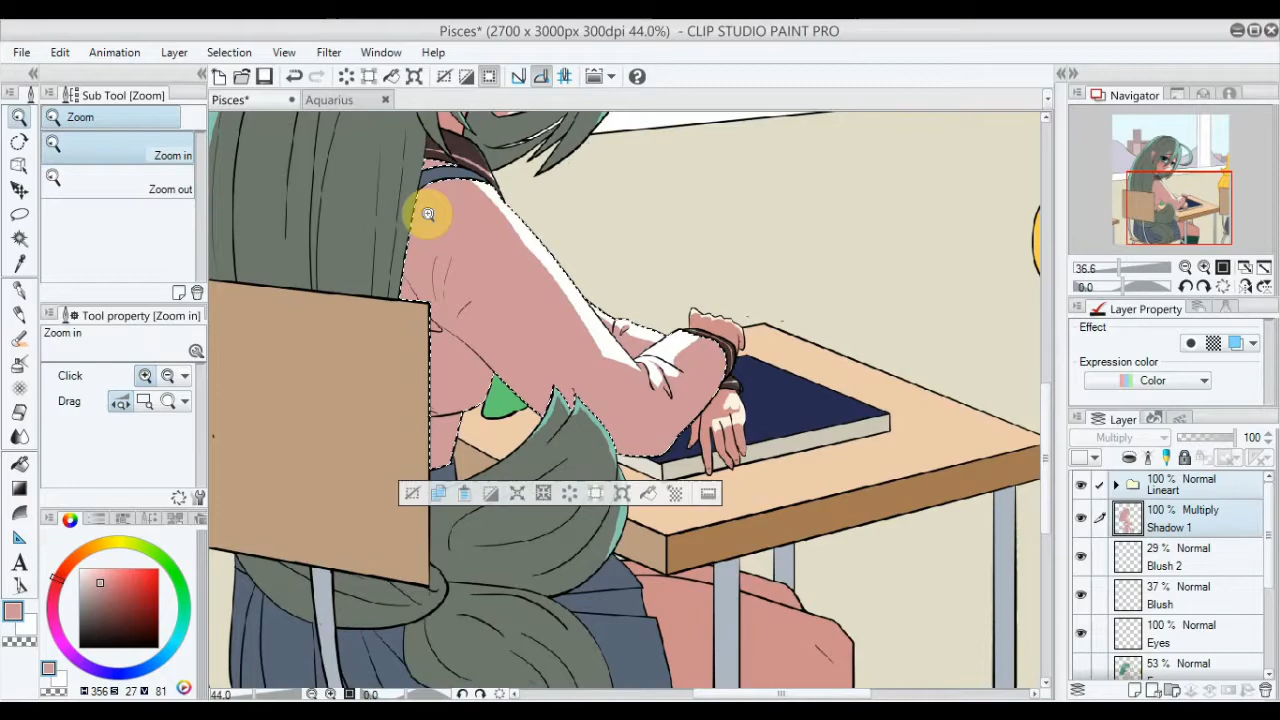 Pisces* (2700 x 3000px 300dpi 44.0%) - CLIP STUDIO PAINT PRO
File Edit Animation Layer Selection View Filter Window Help
Sub Tool [Zoom]
Pisces* Aquarius
Navigator
Zoom
Zoom in
Zoom out
36.6
0.0
Tool property [Zoom in]
Zoom in
Click
Drag
Layer Property
Effect
Expression color
Color
Layer
Multiply 100
100 % Normal
Lineart
100 % Multiply
Shadow 1
29 % Normal
Blush 2
37 % Normal
Blush
100 % Normal
Eyes
53 % Normal
A
H 356 S 27 V 81
44.0 0.0